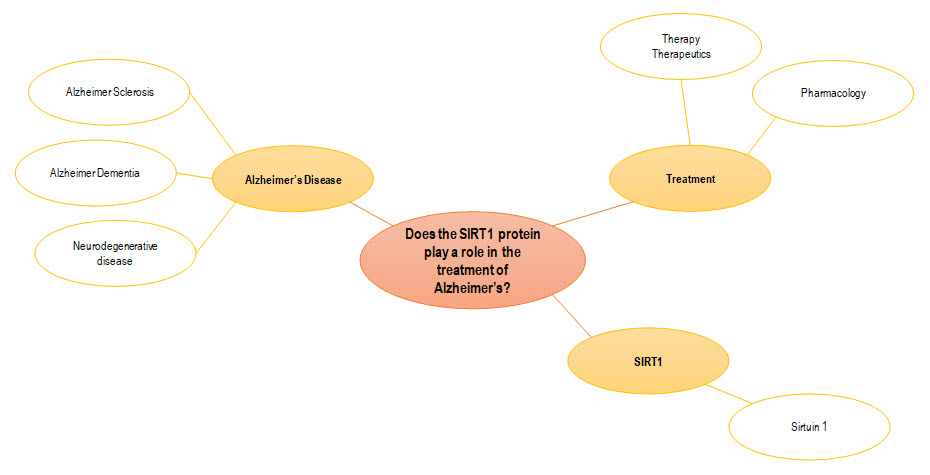 Therapy
Therapeutics
Alzheimer Sclerosis
Pharmacology
Alzheimer Dementia
Alzheimer's Disease
Treatment
Neurodegenerative
disease
Does the SIRT1 protein
play a role in the
treatment of
Alzheimer's?
SIRT1
Sirtuin 1